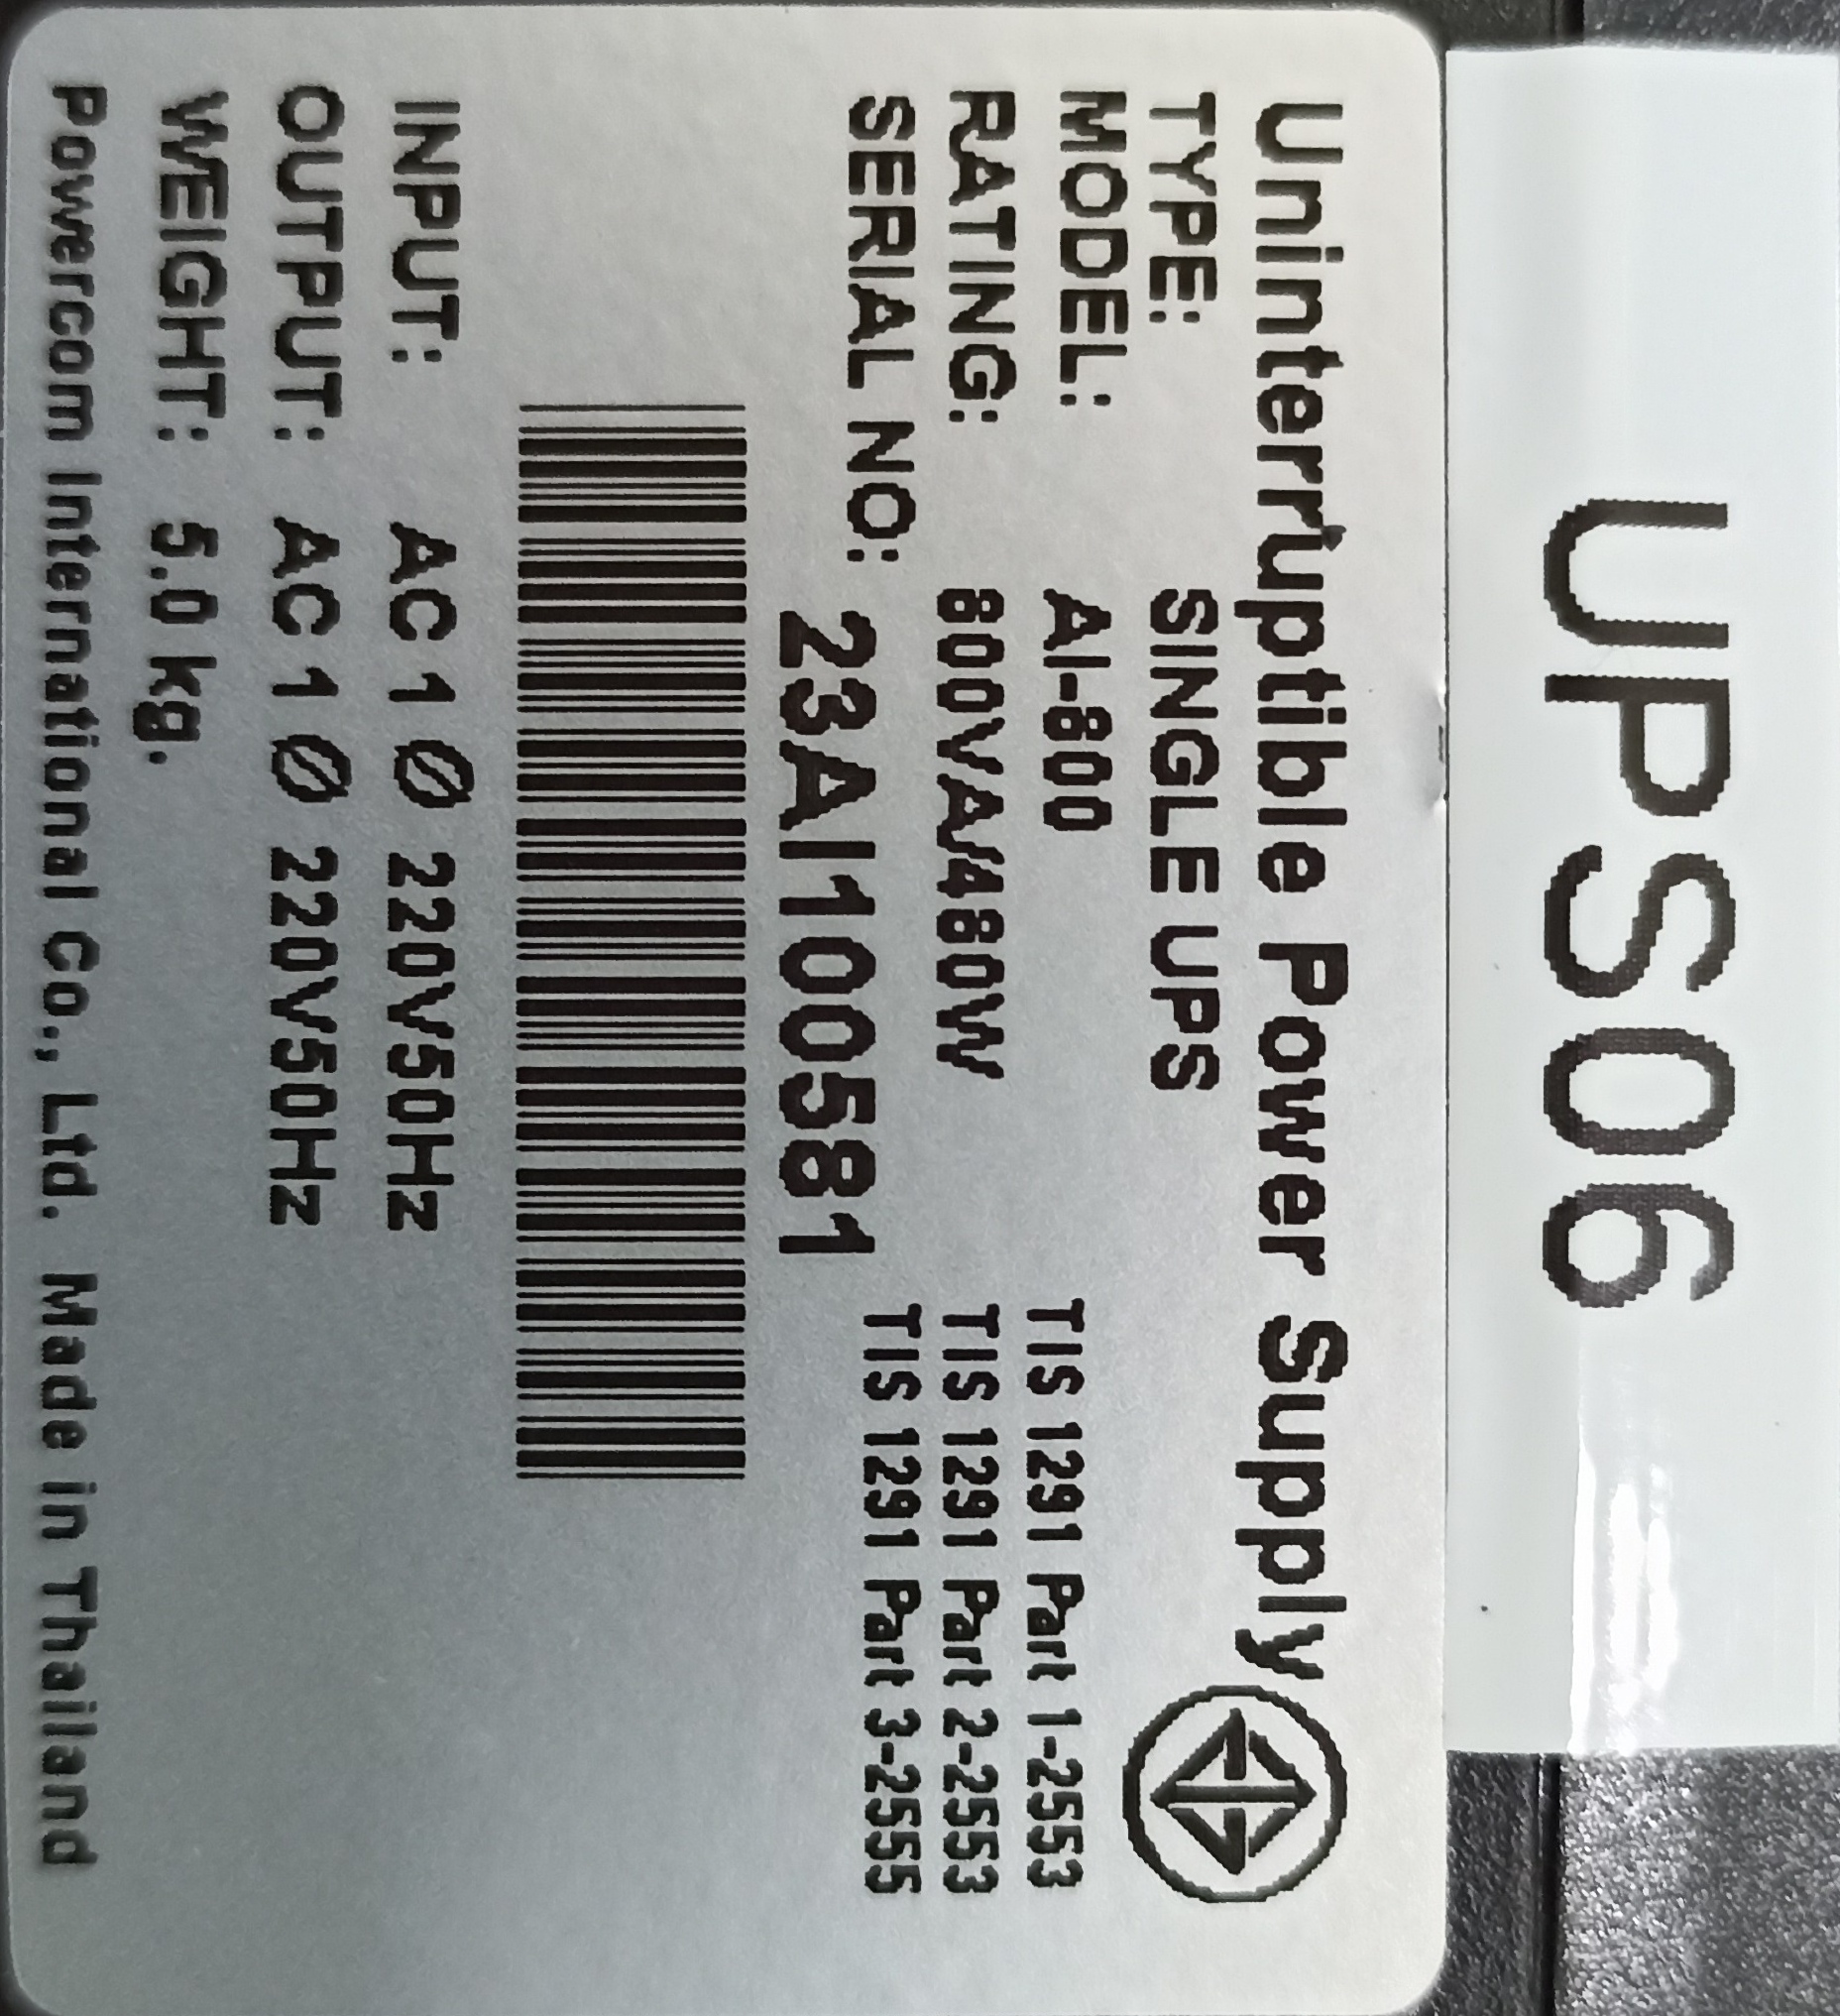 UPS06
Uninterruptible Power Supply
TYPE: SINGLE UPS
MODEL: AI-800
RATING: 800VA/480W
SERIAL NO: 23AI100581
TIS 1291 Part 1-2553
TIS 1291 Part 2-2553
TIS 1291 Part 3-2555
INPUT: AC 1 Ø 220V50Hz
OUTPUT: AC 1 Ø 220V50Hz
WEIGHT: 5.0 kg.
Powercom International Co., Ltd. Made in Thailand